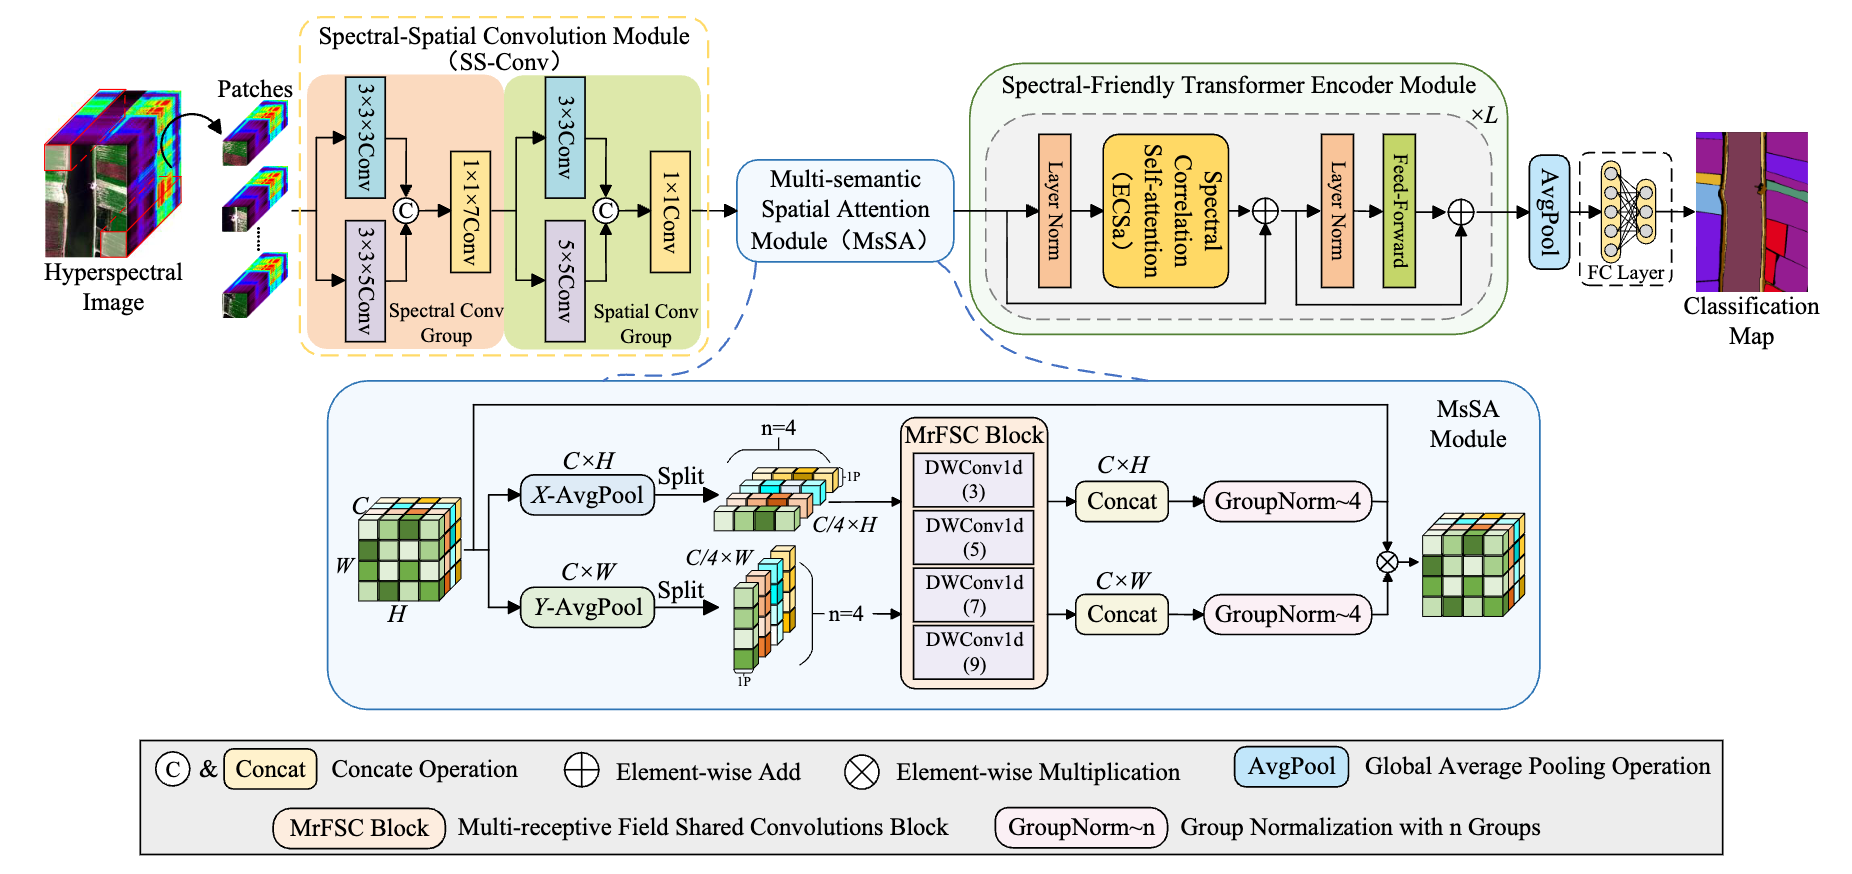 Spectral-Spatial Convolution Module
（SS-Conv）
Patches
Hyperspectral
Image
3×3×3Conv
3×3×5Conv
C
1×1×7Conv
Spectral Conv
Group
3×3Conv
5×5Conv
C
1×1Conv
Spatial Conv
Group
Multi-semantic
Spatial Attention
Module（MsSA）
Spectral-Friendly Transformer Encoder Module
×L
Layer Norm
Spectral
Correlation
Self-attention
（ECSa）
Layer Norm
Feed-Forward
AvgPool
FC Layer
Classification
Map
MsSA
Module
C
W
H
C×H
X-AvgPool
Split
n=4
1P
C/4×H
C×W
Y-AvgPool
Split
C/4×W
n=4
1P
MrFSC Block
DWConv1d
(3)
DWConv1d
(5)
DWConv1d
(7)
DWConv1d
(9)
C×H
Concat
GroupNorm~4
C×W
Concat
GroupNorm~4
C & Concat Concate Operation
Element-wise Add
Element-wise Multiplication
AvgPool Global Average Pooling Operation
MrFSC Block Multi-receptive Field Shared Convolutions Block
GroupNorm~n Group Normalization with n Groups